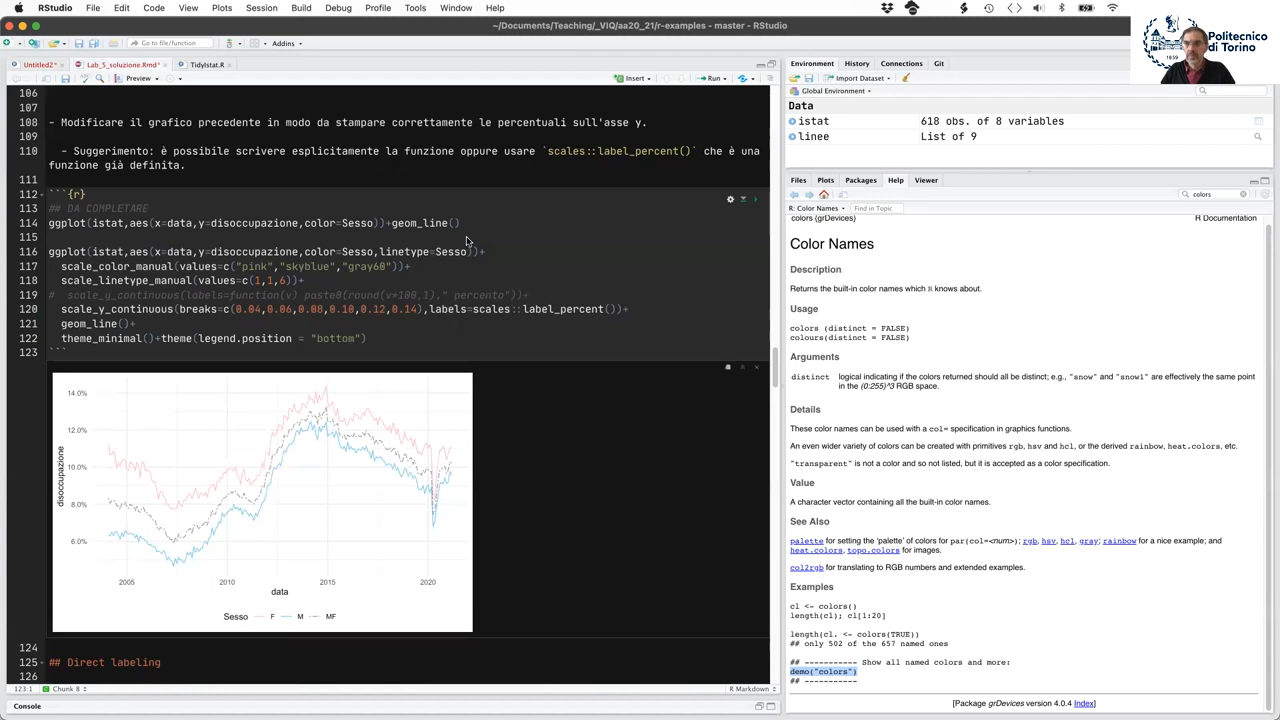 RStudio File Edit Code View Plots Session Build Debug Profile Tools Window Help
~/Documents/Teaching/_VIQ/aa20_21/r-examples - master - RStudio
Politecnico
di Torino
1859
Go to file/function
Addins
Untitled2*
Lab_5_soluzione.Rmd*
TidyIstat.R
Preview
Insert
Run
106
107
108 - Modificare il grafico precedente in modo da stampare correttamente le percentuali sull'asse y.
109
110 - Suggerimento: è possibile scrivere esplicitamente la funzione oppure usare `scales::label_percent()` che è una
funzione già definita.
111
112 ```{r}
113 ## DA COMPLETARE
114 ggplot(istat,aes(x=data,y=disoccupazione,color=Sesso))+geom_line()
115
116 ggplot(istat,aes(x=data,y=disoccupazione,color=Sesso,linetype=Sesso))+
117 scale_color_manual(values=c("pink","skyblue","gray60"))+
118 scale_linetype_manual(values=c(1,1,6))+
119 # scale_y_continuous(labels=function(v) paste0(round(v*100,1)," percento"))+
120 scale_y_continuous(breaks=c(0.04,0.06,0.08,0.10,0.12,0.14),labels=scales::label_percent())+
121 geom_line()+
122 theme_minimal()+theme(legend.position = "bottom")
123 ```
14.0%
12.0%
10.0%
8.0%
6.0%
disoccupazione
2005 2010 2015 2020
data
Sesso F M MF
124
125 ## Direct labeling
126
123:1
Chunk 8
R Markdown
Console
Environment History Connections Git
Import Dataset
Global Environment
Data
istat 618 obs. of 8 variables
linee List of 9
Files Plots Packages Help Viewer
colors
R: Color Names
Find in Topic
colors {grDevices} R Documentation
Color Names
Description
Returns the built-in color names which R knows about.
Usage
colors (distinct = FALSE)
colours(distinct = FALSE)
Arguments
distinct logical indicating if the colors returned should all be distinct; e.g., "snow" and "snow1" are effectively the same point
in the (0:255)^3 RGB space.
Details
These color names can be used with a col= specification in graphics functions.
An even wider variety of colors can be created with primitives rgb, hsv and hcl, or the derived rainbow, heat.colors, etc.
"transparent" is not a color and so not listed, but it is accepted as a color specification.
Value
A character vector containing all the built-in color names.
See Also
palette for setting the 'palette' of colors for par(col=<num>); rgb, hsv, hcl, gray; rainbow for a nice example; and
heat.colors, topo.colors for images.
col2rgb for translating to RGB numbers and extended examples.
Examples
cl <- colors()
length(cl); cl[1:20]
length(cl. <- colors(TRUE))
## only 502 of the 657 named ones
## ----------- Show all named colors and more:
demo("colors")
## -----------
[Package grDevices version 4.0.4 Index]